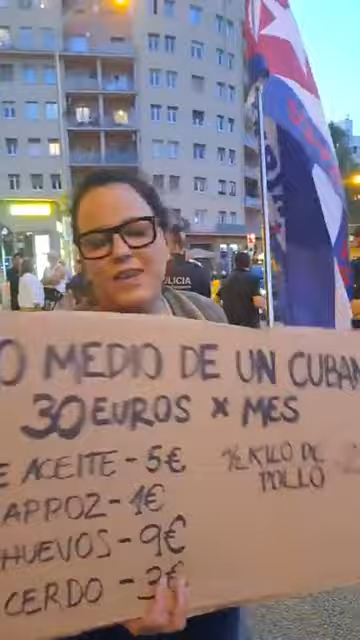 O MEDIO DE UN CUBAN
30 EUROS X MES
E ACEITE - 5€
ARROZ - 1€
HUEVOS - 9€
CERDO - 3€
½ KILO DE
POLLO
LICIA